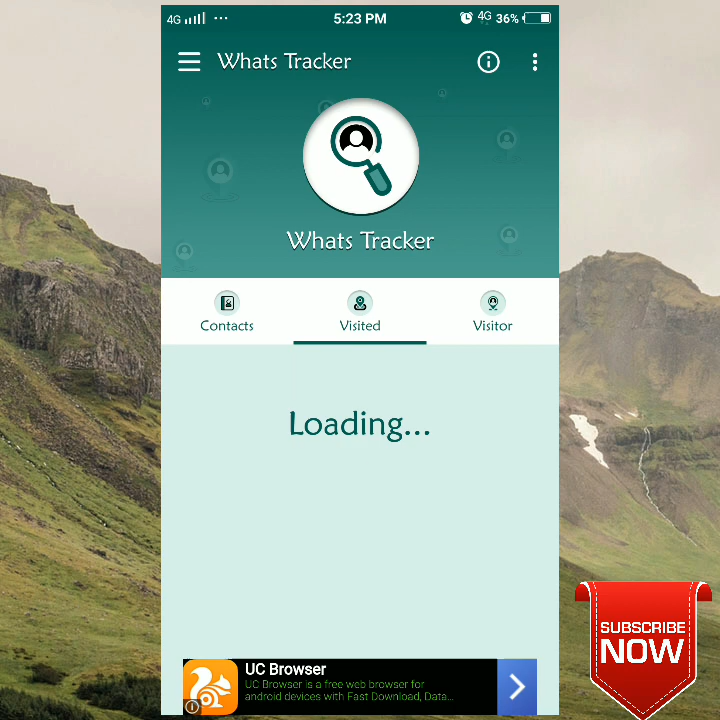 4G 5:23 PM 4G 36%
Whats Tracker
Whats Tracker
Contacts Visited Visitor
Loading...
UC Browser
UC Browser is a free web browser for
android devices with Fast Download, Data...
SUBSCRIBE
NOW